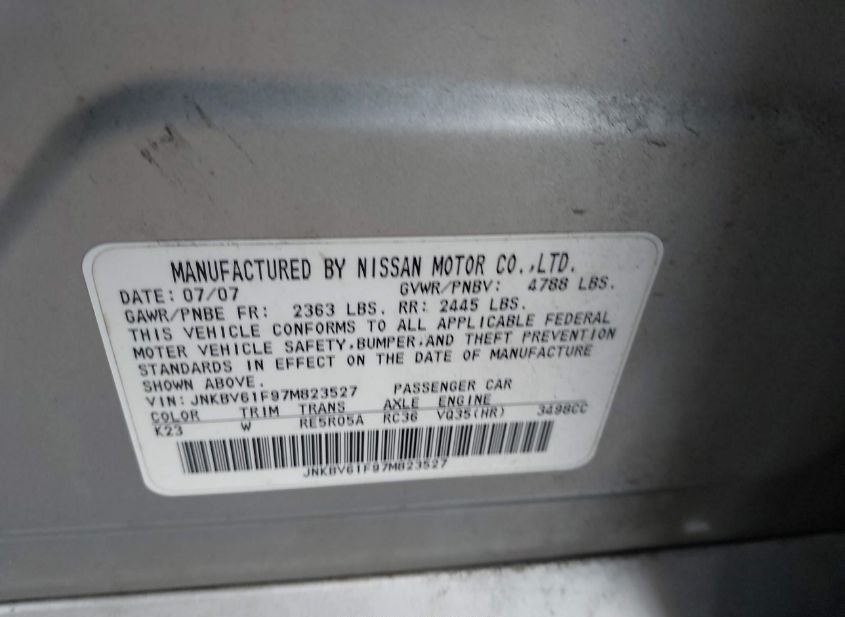 MANUFACTURED BY NISSAN MOTOR CO.,LTD.
DATE: 07/07 GVWR/PNBV: 4788 LBS.
GAWR/PNBE FR: 2363 LBS. RR: 2445 LBS.
THIS VEHICLE CONFORMS TO ALL APPLICABLE FEDERAL
MOTER VEHICLE SAFETY,BUMPER,AND THEFT PREVENTION
STANDARDS IN EFFECT ON THE DATE OF MANUFACTURE
SHOWN ABOVE.
VIN: JNKBV61F97M823527 PASSENGER CAR
COLOR TRIM TRANS AXLE ENGINE
K23 W RE5R05A RC36 VQ35(HR) 3498CC
JNKBV61F97M823527